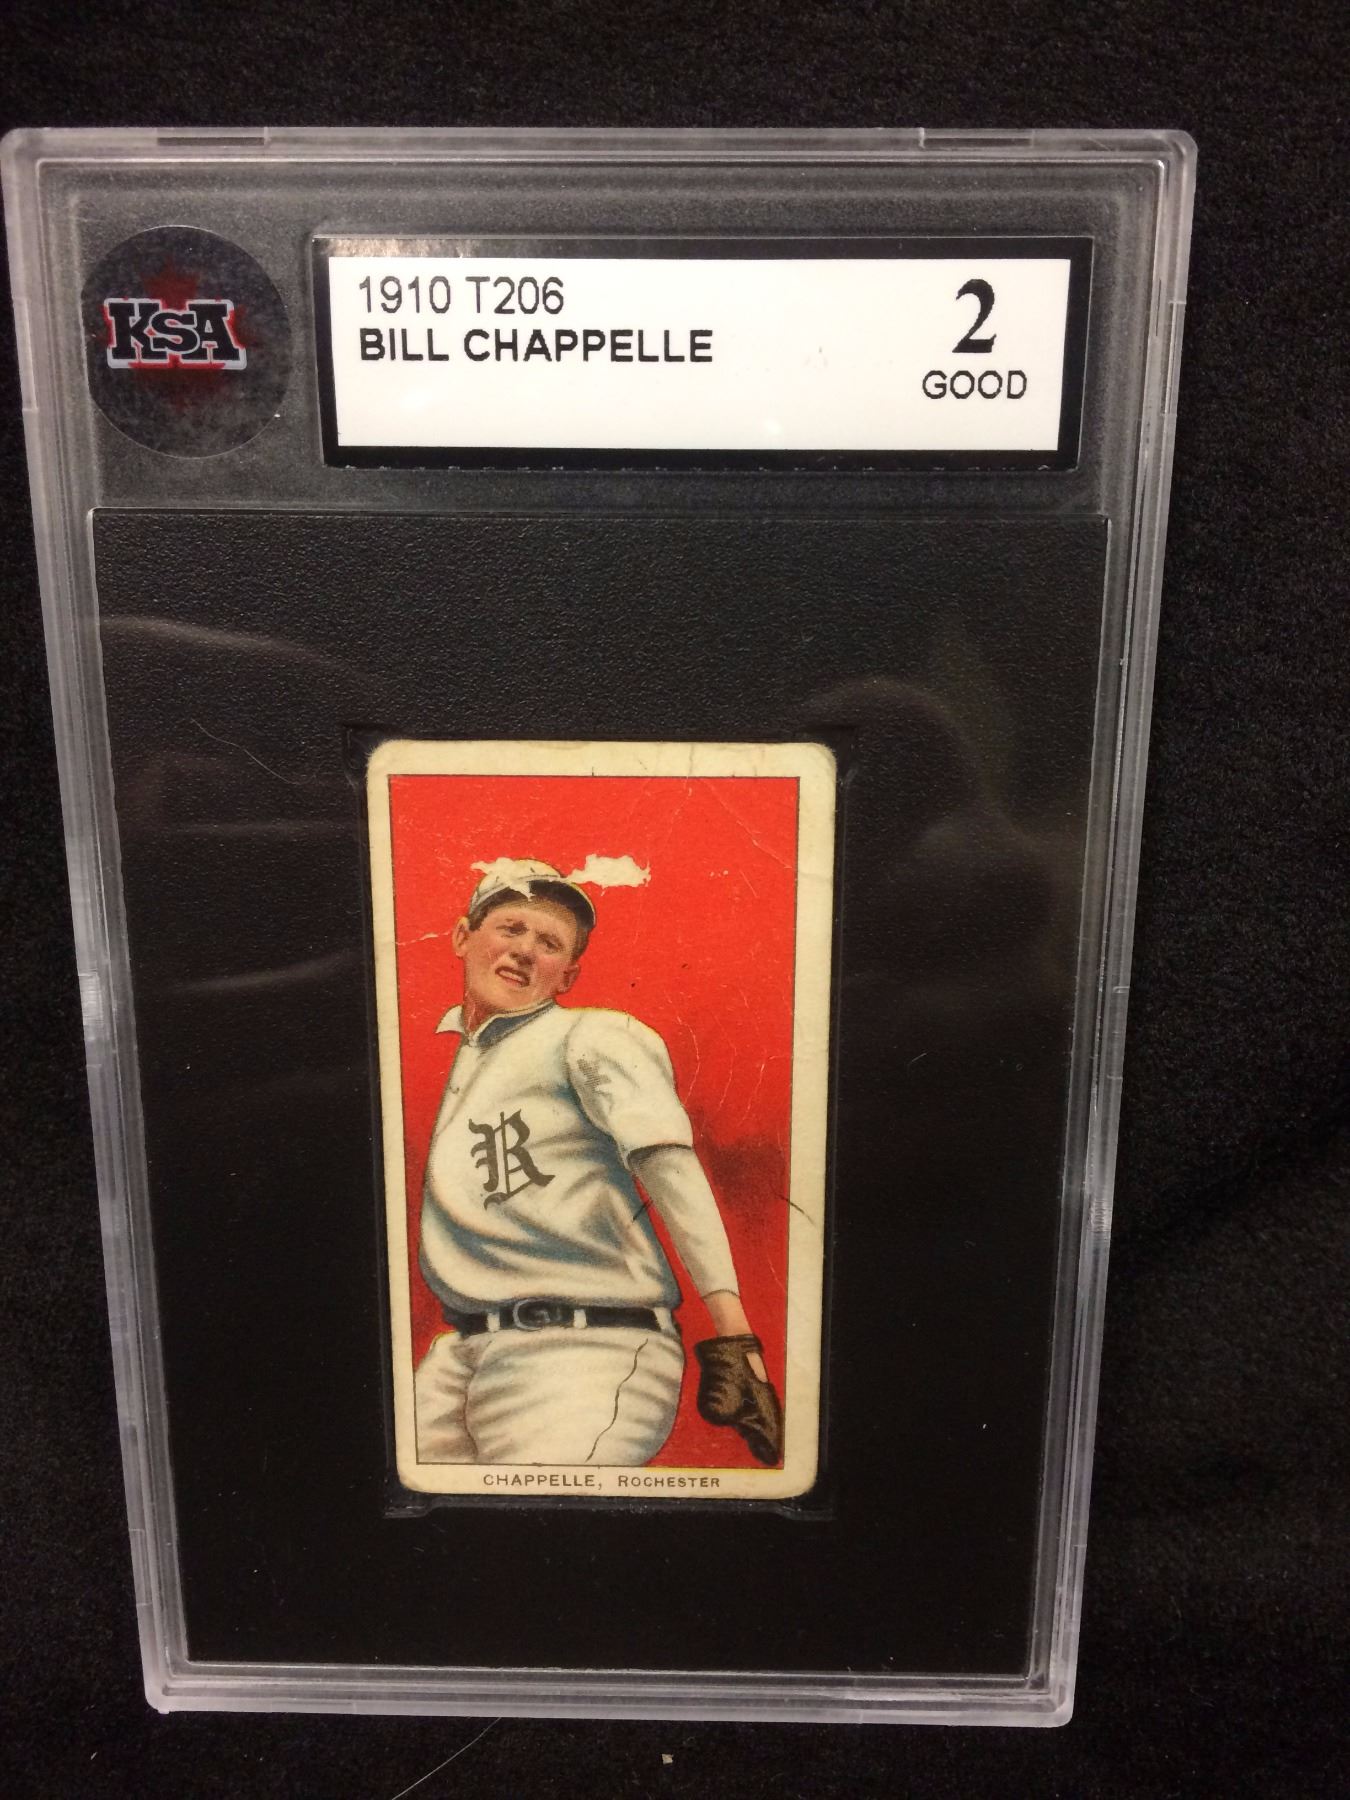 KSA
1910 T206
BILL CHAPPELLE
2
GOOD
R
CHAPPELLE, ROCHESTER